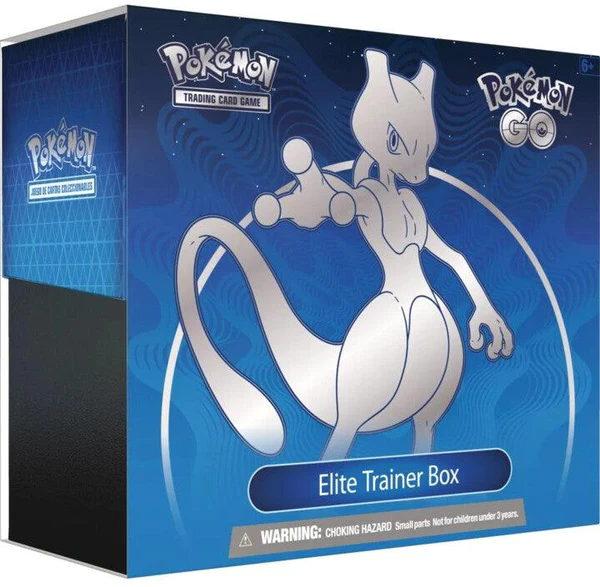 Pokémon
TRADING CARD GAME
6+
Pokémon
GO
Pokémon
JUEGO DE CARTAS COLECCIONABLES
Elite Trainer Box
WARNING: CHOKING HAZARD Small parts Not for children under 3 years.